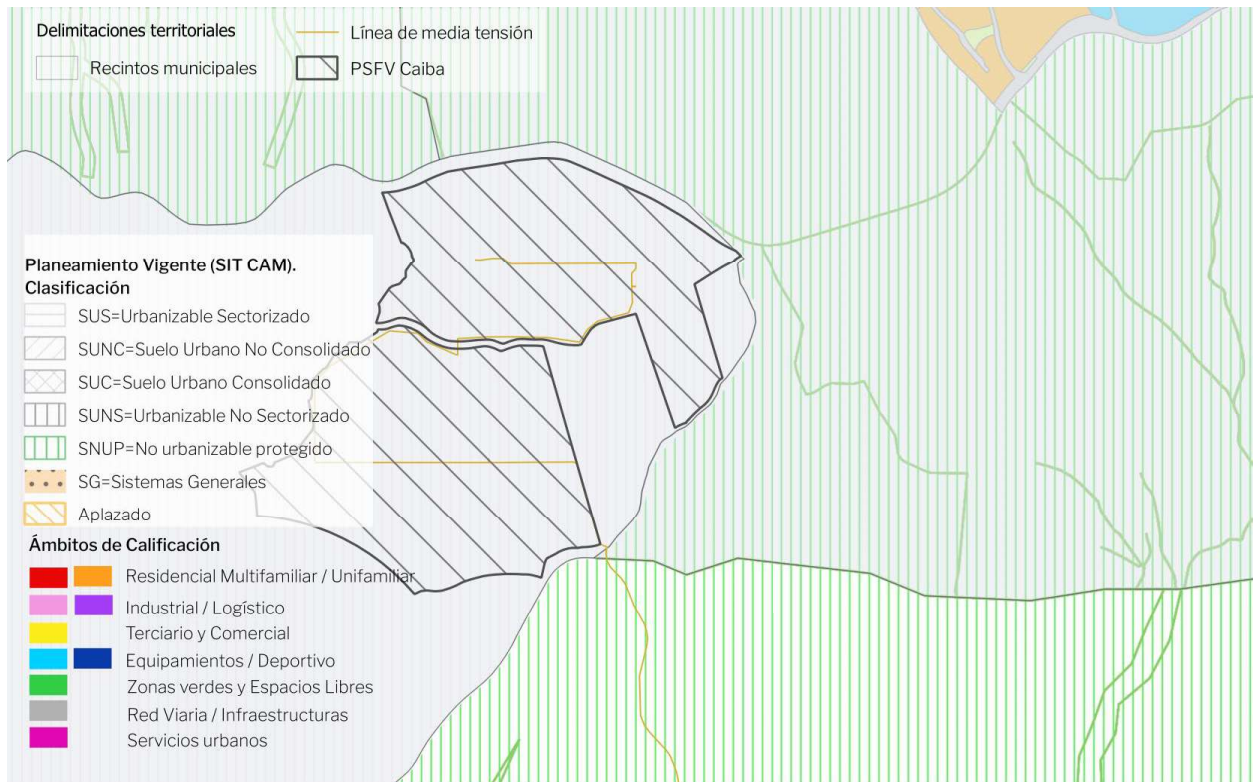 Delimitaciones territoriales
Recintos municipales
Línea de media tensión
PSFV Caiba
Planeamiento Vigente (SIT CAM).
Clasificación
SUS=Urbanizable Sectorizado
SUNC=Suelo Urbano No Consolidado
SUC=Suelo Urbano Consolidado
SUNS=Urbanizable No Sectorizado
SNUP=No urbanizable protegido
SG=Sistemas Generales
Aplazado
Ámbitos de Calificación
Residencial Multifamiliar / Unifamiliar
Industrial / Logístico
Terciario y Comercial
Equipamientos / Deportivo
Zonas verdes y Espacios Libres
Red Viaria / Infraestructuras
Servicios urbanos